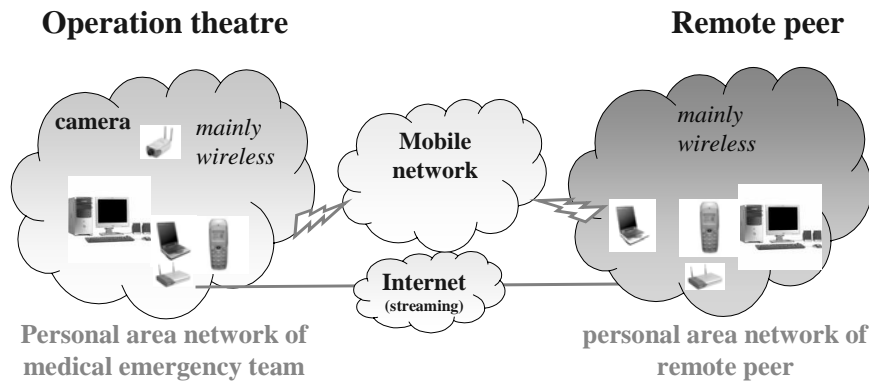 Operation theatre
Remote peer
camera
mainly
wireless
Mobile
network
mainly
wireless
Internet
(streaming)
Personal area network of
medical emergency team
personal area network of
remote peer